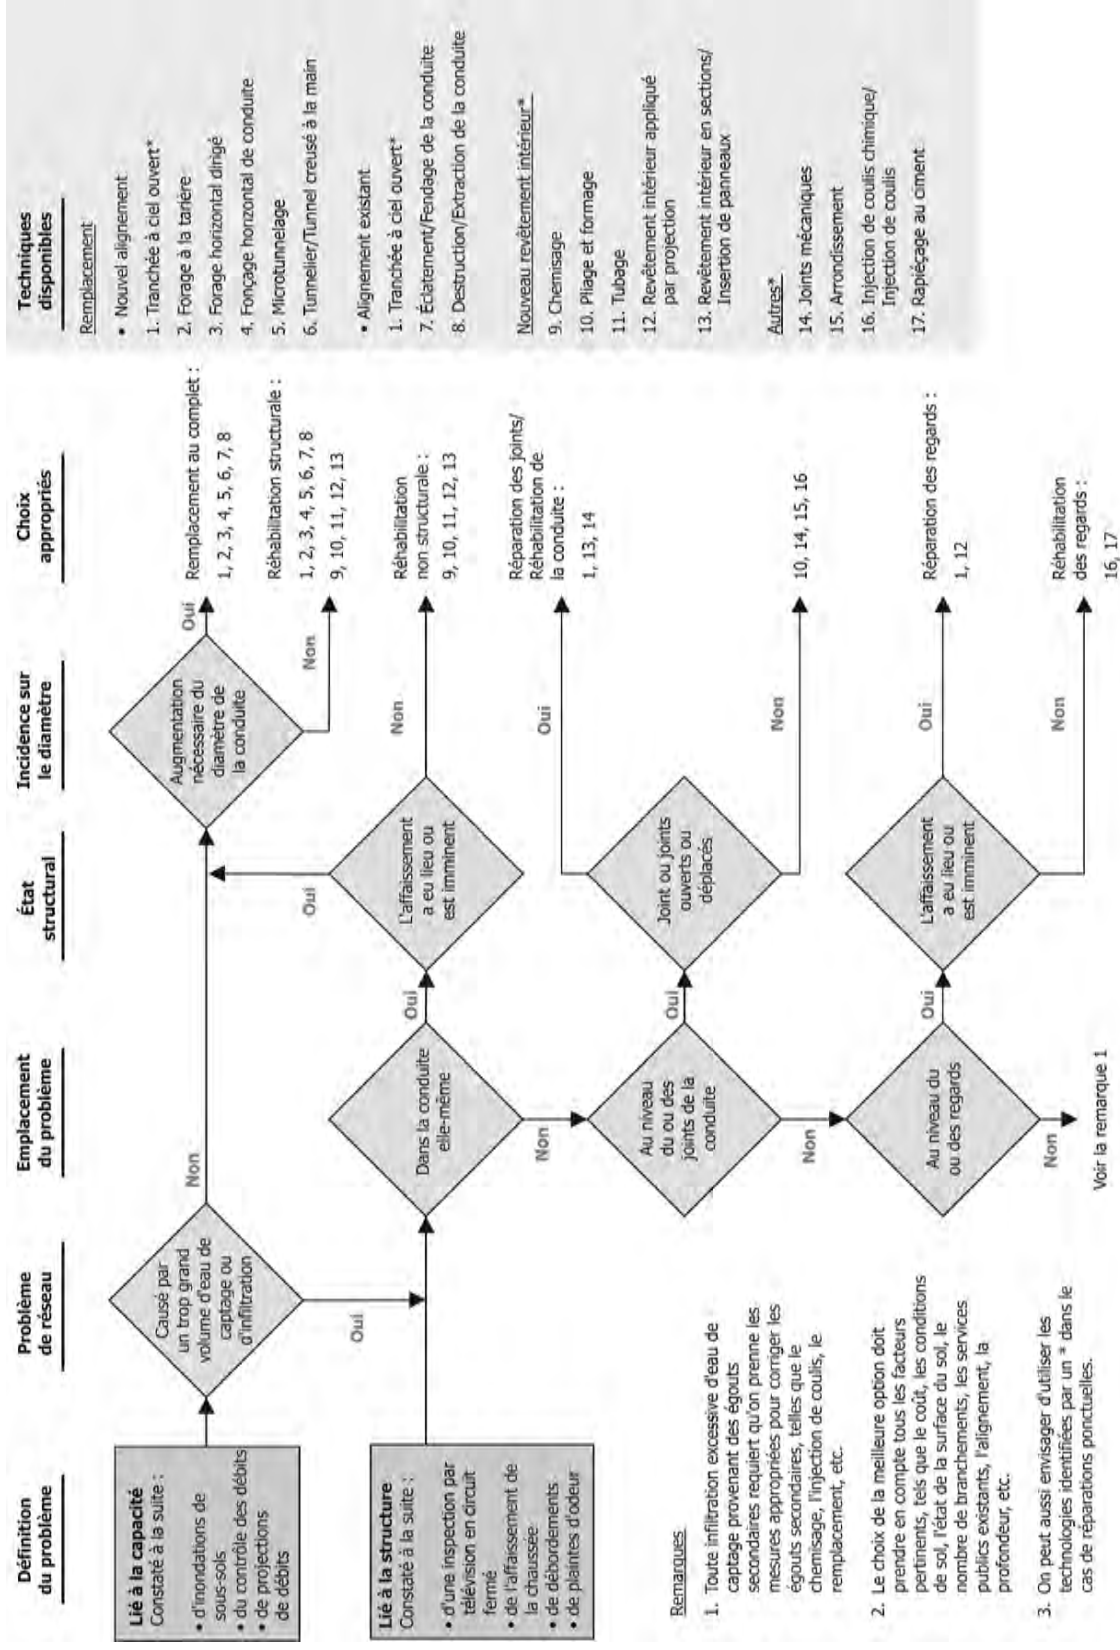 Définition
du problème
Problème
de réseau
Emplacement
du problème
État
structural
Incidence sur
le diamètre
Choix
appropriés
Techniques
disponibles
Lié à la capacité
Constaté à la suite :
• d'inondations de
sous-sols
• du contrôle des débits
• de projections
de débits
Causé par
un trop grand
volume d'eau de
captage ou
d'infiltration
Non
Oui
Augmentation
nécessaire du
diamètre de
la conduite
Oui
Non
Remplacement au complet :
1, 2, 3, 4, 5, 6, 7, 8
Réhabilitation structurale :
1, 2, 3, 4, 5, 6, 7, 8
9, 10, 11, 12, 13
Lié à la structure
Constaté à la suite :
• d'une inspection par
télévision en circuit
fermé
• de l'affaissement de
la chaussée
• de débordements
• de plaintes d'odeur
Dans la conduite
elle-même
Oui
Non
L'affaissement
a eu lieu ou
est imminent
Oui
Non
Réhabilitation
non structurale :
9, 10, 11, 12, 13
Au niveau
du ou des
joints de la
conduite
Oui
Non
Joint ou joints
ouverts ou
déplacés
Oui
Non
Réparation des joints/
Réhabilitation de
la conduite :
1, 13, 14
10, 14, 15, 16
Au niveau du
ou des regards
Oui
Non
Voir la remarque 1
L'affaissement
a eu lieu ou
est imminent
Oui
Non
Réparation des regards :
1, 12
Réhabilitation
des regards :
16, 17
Remplacement
• Nouvel alignement
1. Tranchée à ciel ouvert*
2. Forage à la tarière
3. Forage horizontal dirigé
4. Fonçage horizontal de conduite
5. Microtunnelage
6. Tunnelier/Tunnel creusé à la main
• Alignement existant
1. Tranchée à ciel ouvert*
7. Éclatement/Fendage de la conduite
8. Destruction/Extraction de la conduite
Nouveau revêtement intérieur*
9. Chemisage
10. Pliage et formage
11. Tubage
12. Revêtement intérieur appliqué
par projection
13. Revêtement intérieur en sections/
Insertion de panneaux
Autres*
14. Joints mécaniques
15. Arrondissement
16. Injection de coulis chimique/
Injection de coulis
17. Rapiéçage au ciment
Remarques
1. Toute infiltration excessive d'eau de
captage provenant des égouts
secondaires requiert qu'on prenne les
mesures appropriées pour corriger les
égouts secondaires, telles que le
chemisage, l'injection de coulis, le
remplacement, etc.
2. Le choix de la meilleure option doit
prendre en compte tous les facteurs
pertinents, tels que le coût, les conditions
de sol, l'état de la surface du sol, le
nombre de branchements, les services
publics existants, l'alignement, la
profondeur, etc.
3. On peut aussi envisager d'utiliser les
technologies identifiées par un * dans le
cas de réparations ponctuelles.